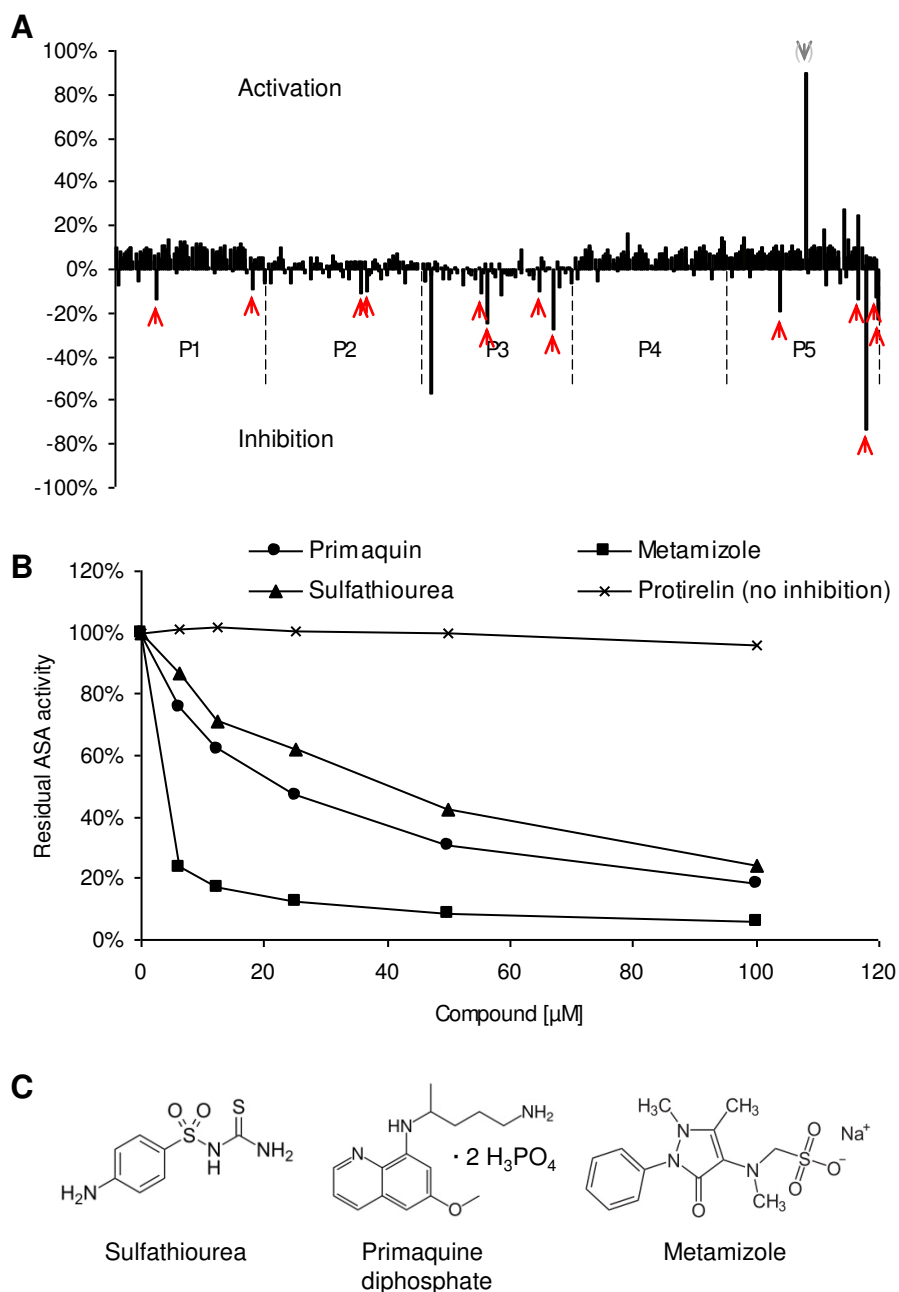 A
100%
80%
60%
40%
20%
0%
-20%
-40%
-60%
-80%
-100%
Activation
P1
P2
P3
P4
P5
Inhibition
B
Primaquin
Metamizole
Sulfathiourea
Protirelin (no inhibition)
120%
100%
80%
60%
40%
20%
0%
Residual ASA activity
0
20
40
60
80
100
120
Compound [µM]
C
O
O
S
S
N
H
NH2
H2N
Sulfathiourea
NH2
HN
N
O
· 2 H3PO4
Primaquine
diphosphate
H3C
CH3
N
N
O
N
CH3
O
S
O
O-
Na+
Metamizole